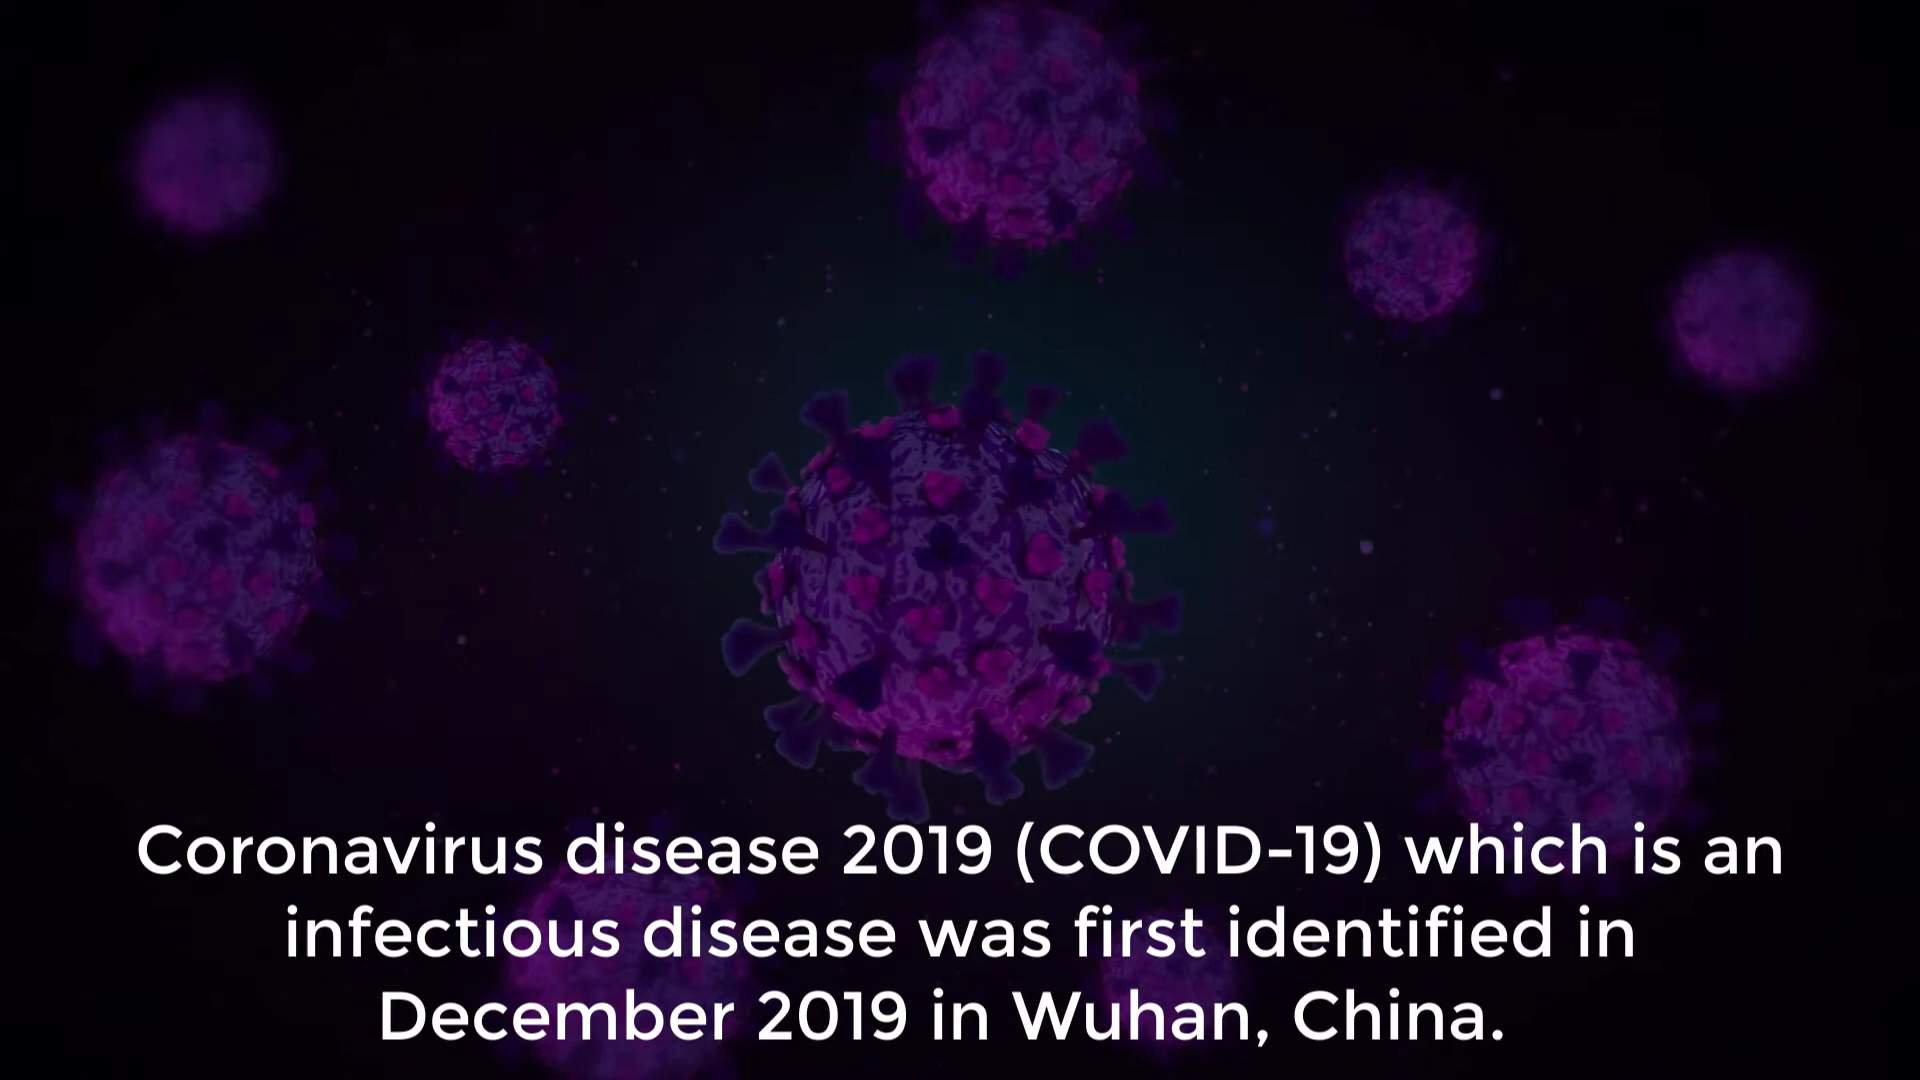 Coronavirus disease 2019 (COVID-19) which is an
infectious disease was first identified in
December 2019 in Wuhan, China.